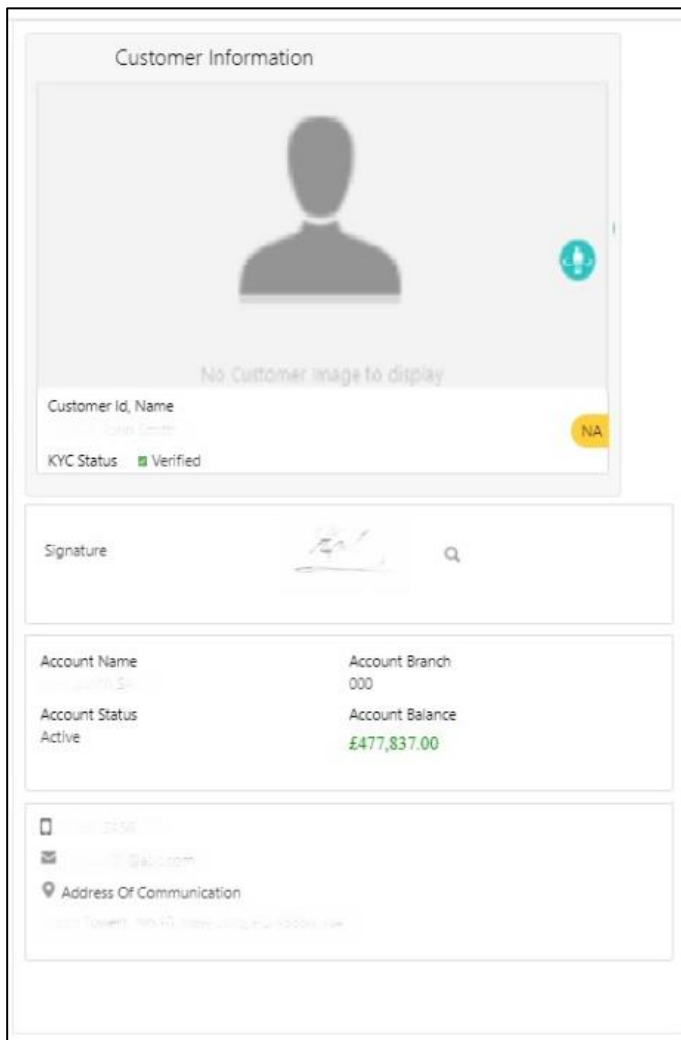 Customer Information
No Customer Image to display
Customer Id, Name
NA
KYC Status Verified
Signature
Account Name Account Branch
000
Account Status Account Balance
Active £477,837.00
Address Of Communication